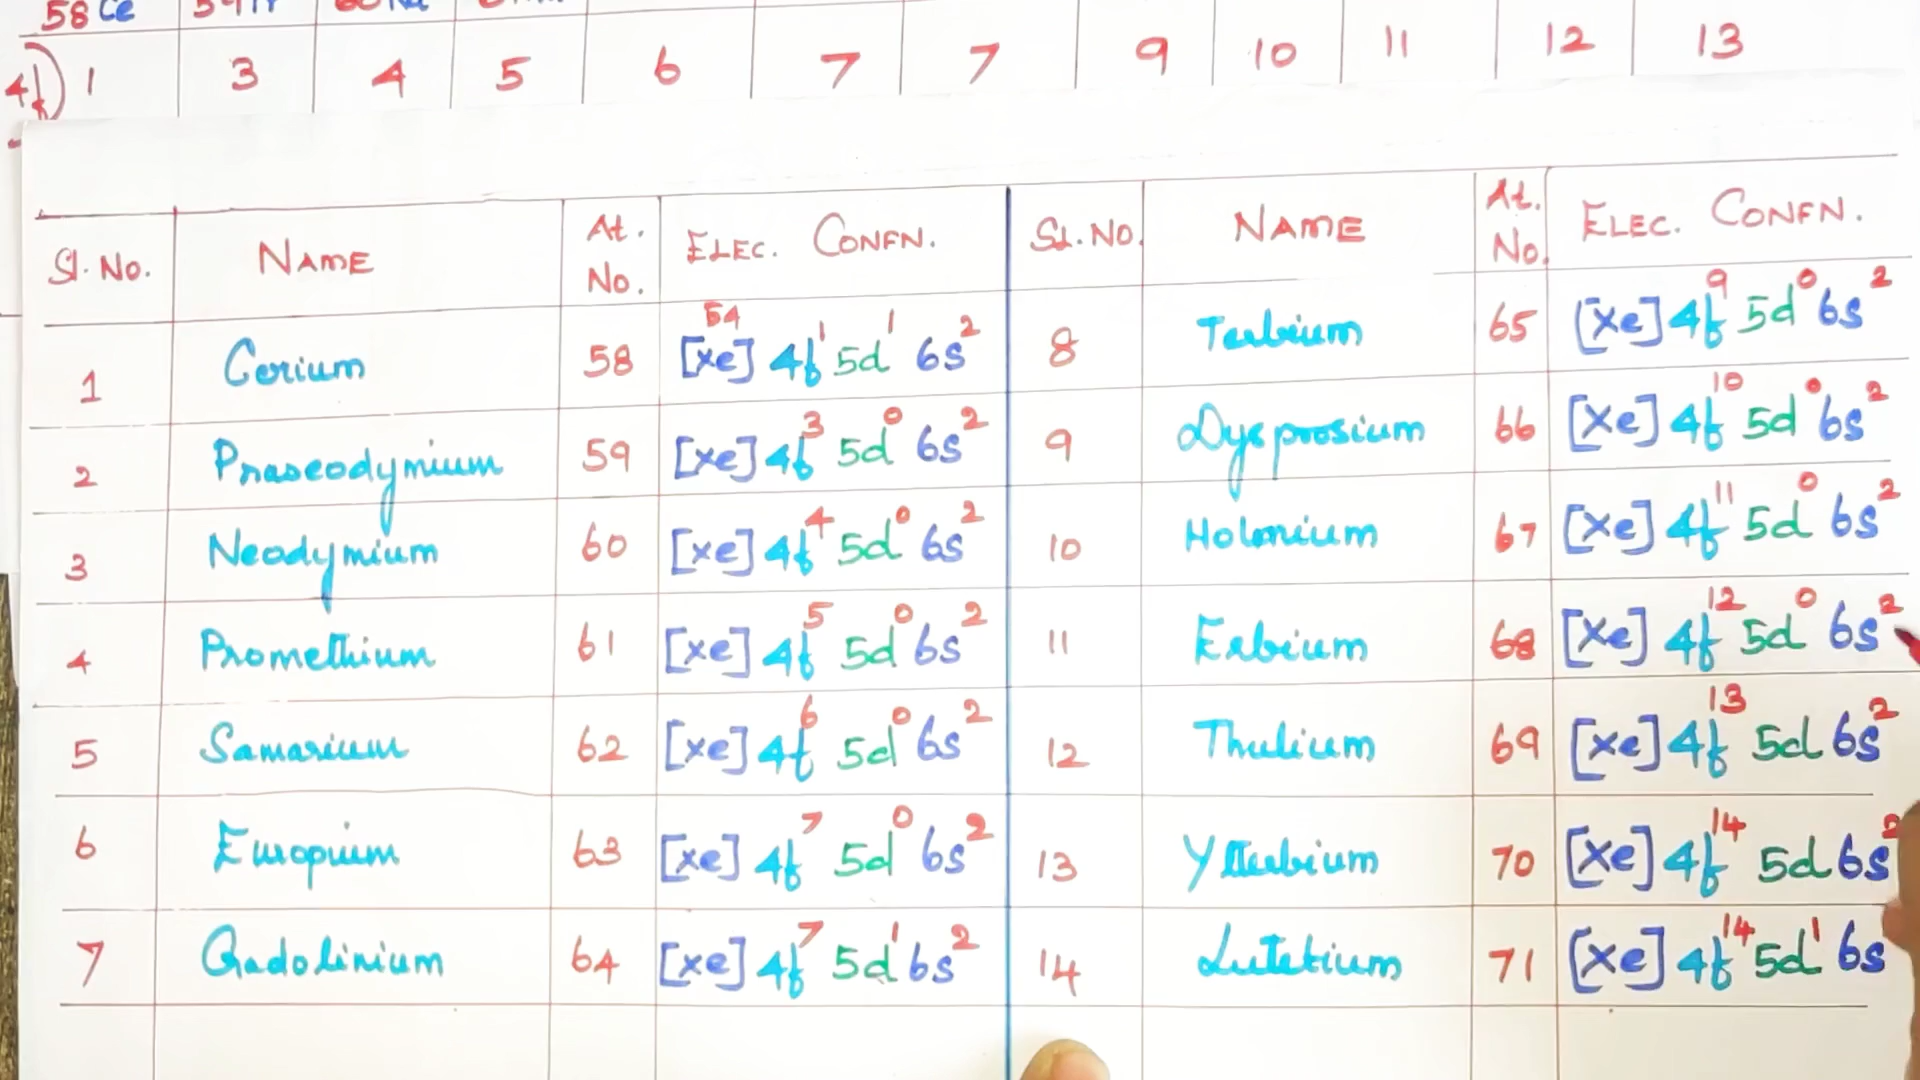 58 Ce
4f) 1 3 4 5 6 7 7 9 10 11 12 13
Sl. No. NAME At. No. ELEC. CONFN. Sl. NO. NAME At. No. ELEC. CONFN.
1 Cerium 58 [Xe]⁵⁴ 4f¹ 5d¹ 6s² 8 Terbium 65 [Xe] 4f⁹ 5d⁰ 6s²
2 Praseodymium 59 [Xe] 4f³ 5d⁰ 6s² 9 Dysprosium 66 [Xe] 4f¹⁰ 5d⁰ 6s²
3 Neodymium 60 [Xe] 4f⁴ 5d⁰ 6s² 10 Holmium 67 [Xe] 4f¹¹ 5d⁰ 6s²
4 Promethium 61 [Xe] 4f⁵ 5d⁰ 6s² 11 Erbium 68 [Xe] 4f¹² 5d⁰ 6s²
5 Samarium 62 [Xe] 4f⁶ 5d⁰ 6s² 12 Thulium 69 [Xe] 4f¹³ 5d 6s²
6 Europium 63 [Xe] 4f⁷ 5d⁰ 6s² 13 Ytterbium 70 [Xe] 4f¹⁴ 5d 6s²
7 Gadolinium 64 [Xe] 4f⁷ 5d¹ 6s² 14 Lutetium 71 [Xe] 4f¹⁴ 5d¹ 6s